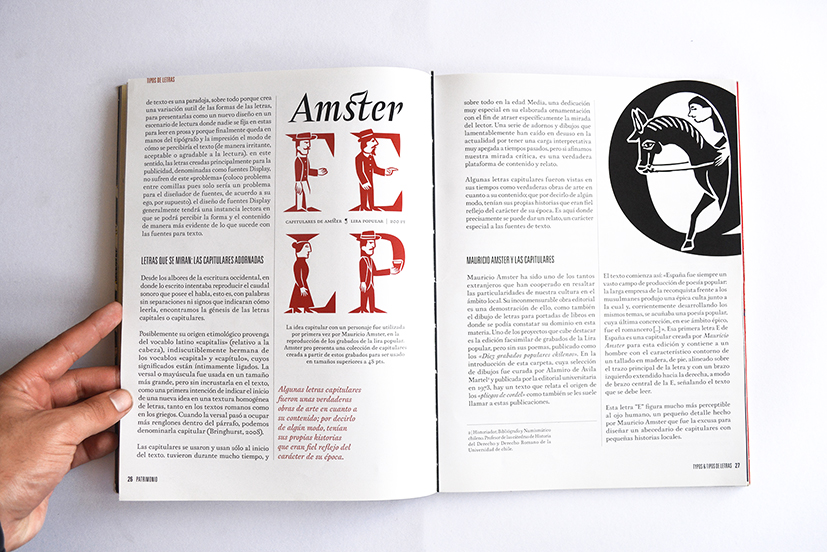 TIPOS DE LETRAS
de texto es una paradoja, sobre todo porque crea
una variación sutil de las formas de las letras,
para presentarlas como un nuevo diseño en un
escenario de lectura donde nadie se fija en estas
para leer en prosa y porque finalmente queda en
manos del tipógrafo y la impresión el modo de
cómo se percibiría el texto (de manera irritante,
aceptable o agradable a la lectura). en este
sentido, las letras creadas principalmente para la
publicidad, denominadas como fuentes Display,
no sufren de este «problema» (coloco problema
entre comillas pues solo sería un problema
para el diseñador de fuentes, de acuerdo a su
ego, por supuesto). el diseño de fuentes Display
generalmente tendrá una instancia lectora en
que se podrá percibir la forma y el contenido
de manera más evidente de lo que sucede con
las fuentes para texto.
LETRAS QUE SE MIRAN: LAS CAPITULARES ADORNADAS
Desde los albores de la escritura occidental, en
donde lo escrito intentaba reproducir el caudal
sonoro que posee el habla, esto es, con palabras
sin separaciones ni signos que indicaran cómo
leerla, encontramos la génesis de las letras
capitales o capitulares.
Posiblemente su origen etimológico provenga
del vocablo latino «capitalis» (relativo a la
cabeza), indiscutiblemente hermana de los
vocablos «capital» y «capítulo», cuyos
significados están íntimamente ligados. La
versal o mayúscula fue usada en un tamaño
más grande, pero sin incrustarla en el texto,
como una primera intención de indicar el inicio
de una nueva idea en una textura homogénea
de letras, tanto en los textos romanos como
en los griegos. Cuando la versal pasó a ocupar
más renglones dentro del párrafo, podemos
denominarla capitular (Bringhurst, 2008).
Las capitulares se usaron y usan sólo al inicio
del texto. tuvieron durante mucho tiempo, y
26 PATRIMONIO
Amster
F E
CAPITULARES DE AMSTER ¶ LIRA POPULAR
L P
La idea capitular con un personaje fue utilizada
por primera vez por Mauricio Amster, en la
reproducción de los grabados de la lira popular.
Amster pro presenta una colección de capitulares
creada a partir de estos grabados para ser usado
en tamaños superiores a 48 pts.
Algunas letras capitulares
fueron unas verdaderas
obras de arte en cuanto a
su contenido; que por decirlo
de algún modo, tenían
sus propias historias
que eran fiel reflejo del
carácter de su época.
sobre todo en la edad Media, una dedicación
muy especial en su elaborada ornamentación
con el fin de atraer específicamente la mirada
del lector. Una serie de adornos y dibujos que
lamentablemente han caído en desuso en la
actualidad por tener una carga interpretativa
muy apegada a tiempos pasados, pero si afinamos
nuestra mirada crítica, es una verdadera
plataforma de contenido y relato.
Algunas letras capitulares fueron vistas en
sus tiempos como verdaderas obras de arte en
cuanto a su contenido; que por decirlo de algún
modo, tenían sus propias historias que eran fiel
reflejo del carácter de su época. Es aquí donde
precisamente se puede dar un relato, un carácter
especial a las fuentes de texto.
MAURICIO AMSTER Y LAS CAPITULARES
Mauricio Amster ha sido uno de los tantos
extranjeros que han cooperado en resaltar
las particularidades de nuestra cultura en el
ámbito local. Su inconmensurable obra editorial
es una demostración de ello, como también
el dibujo de letras para portadas de libros en
donde se podía constatar su dominio en esta
materia. Uno de los proyectos que cabe destacar
es la edición facsimilar de grabados de la Lira
popular, pero sin sus poemas, publicado como
los «Diez grabados populares chilenos». En la
introducción de esta carpeta, cuya selección
de dibujos fue curada por Alamiro de Ávila
Martel¹ y publicada por la editorial universitaria
en 1973, hay un texto que relata el origen de
los «pliegos de cordel» como también se les suele
llamar a estas publicaciones.
1) Historiador, Bibliógrafo y Numismático
chileno. Profesor de las cátedras de Historia
del Derecho y Derecho Romano de la
Universidad de chile.
O
El texto comienza así: «España fue siempre un
vasto campo de producción de poesía popular:
la larga empresa de la reconquista frente a los
musulmanes produjo una épica culta junto a
la cual y, corrientemente desarrollando los
mismos temas, se acuñaba una poesía popular,
cuya última concreción, en ese ámbito épico,
fue el romancero [...]». Esa primera letra E de
España es una capitular creada por Mauricio
Amster para esta edición y contiene a un
hombre con el característico contorno de
un tallado en madera, de pie, alineado sobre
el trazo principal de la letra y con un brazo
izquierdo extendido hacia la derecha, a modo
de brazo central de la E, señalando el texto
que se debe leer.
Esta letra "E" figura mucho más perceptible
al ojo humano, un pequeño detalle hecho
por Mauricio Amster que fue la excusa para
diseñar un abecedario de capitulares con
pequeñas historias locales.
TYPOS & TIPOS DE LETRAS 27